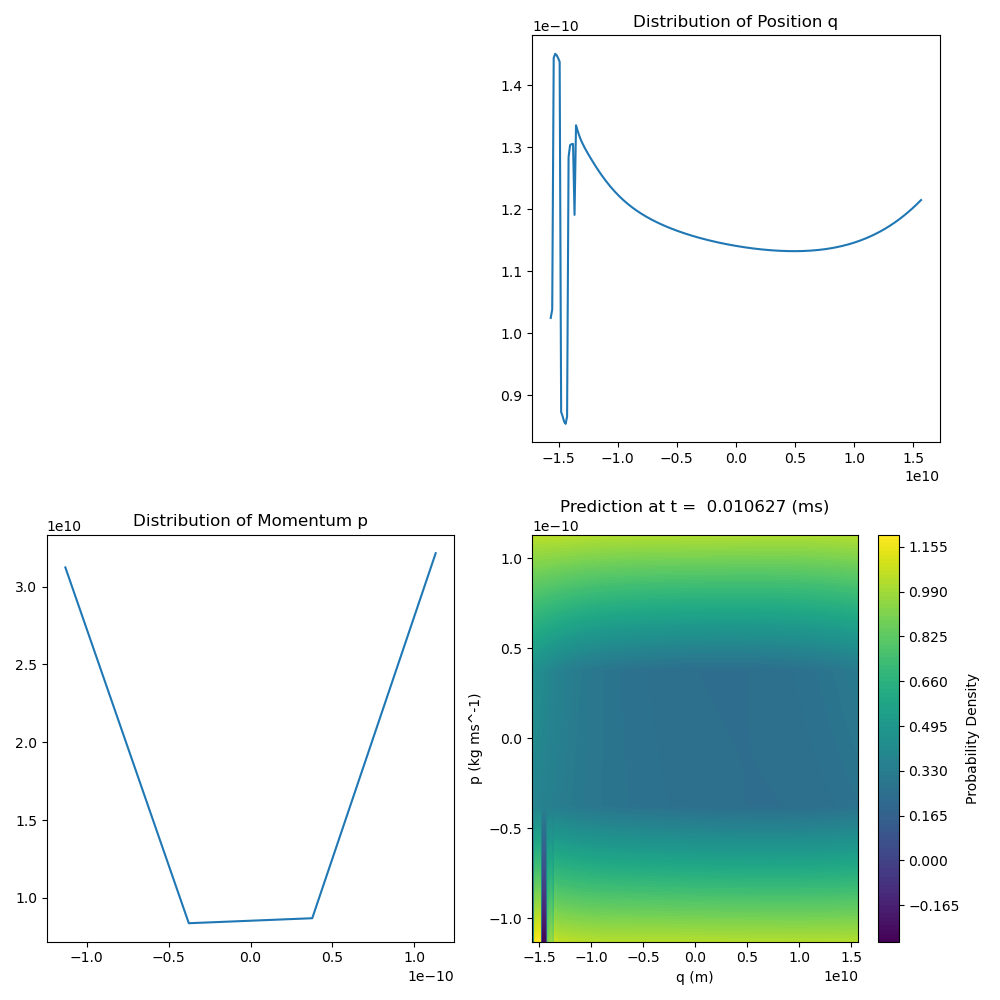 Distribution of Position q
1e−10
1.4
1.3
1.2
1.1
1.0
0.9
−1.5 −1.0 −0.5 0.0 0.5 1.0 1.5
1e10
Distribution of Momentum p
1e10
3.0
2.5
2.0
1.5
1.0
−1.0 −0.5 0.0 0.5 1.0
1e−10
Prediction at t =  0.010627 (ms)
1e−10
1.0
0.5
0.0
−0.5
−1.0
p (kg ms^-1)
−1.5 −1.0 −0.5 0.0 0.5 1.0 1.5
1e10
q (m)
1.155
0.990
0.825
0.660
0.495
0.330
0.165
0.000
−0.165
Probability Density